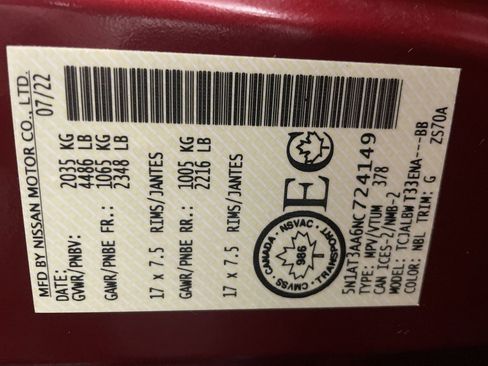 MFD BY NISSAN MOTOR CO., LTD.
DATE: 07/22
GVWR/PNBV: 2035 KG
4486 LB
GAWR/PNBE FR.: 1065 KG
2348 LB
17 x 7.5 RIMS/JANTES
GAWR/PNBE RR.: 1005 KG
2216 LB
17 x 7.5 RIMS/JANTES
CANADA · NSVAC · TRANSPORT · CMVSS
986
EC
5N1AT3AA6NC724149
TYPE: MPV/VTUM 378
CAN ICES-2/NMB-2
MODEL: TCJALBWT33ENA---BB
COLOR: NBL TRIM: G ZS70A